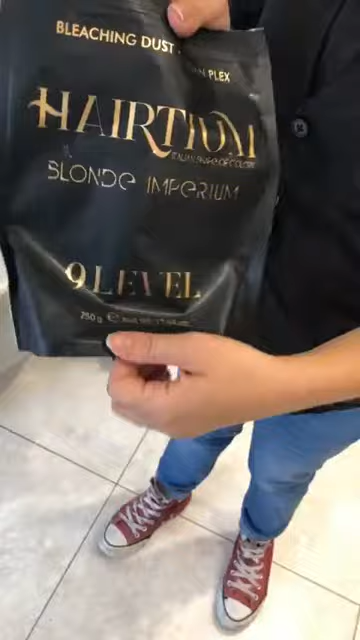 BLEACHING DUST
PLEX
HAIRTIUM
BLONDE IMPERIUM
9 LEVEL
250 g